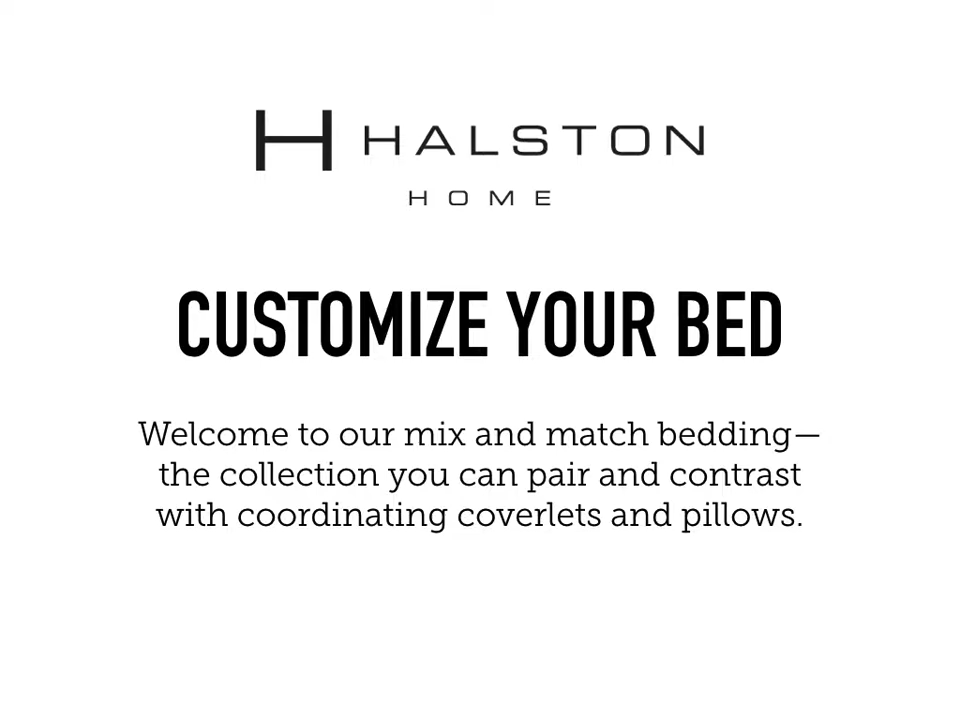 H HALSTON
HOME
CUSTOMIZE YOUR BED
Welcome to our mix and match bedding—
the collection you can pair and contrast
with coordinating coverlets and pillows.